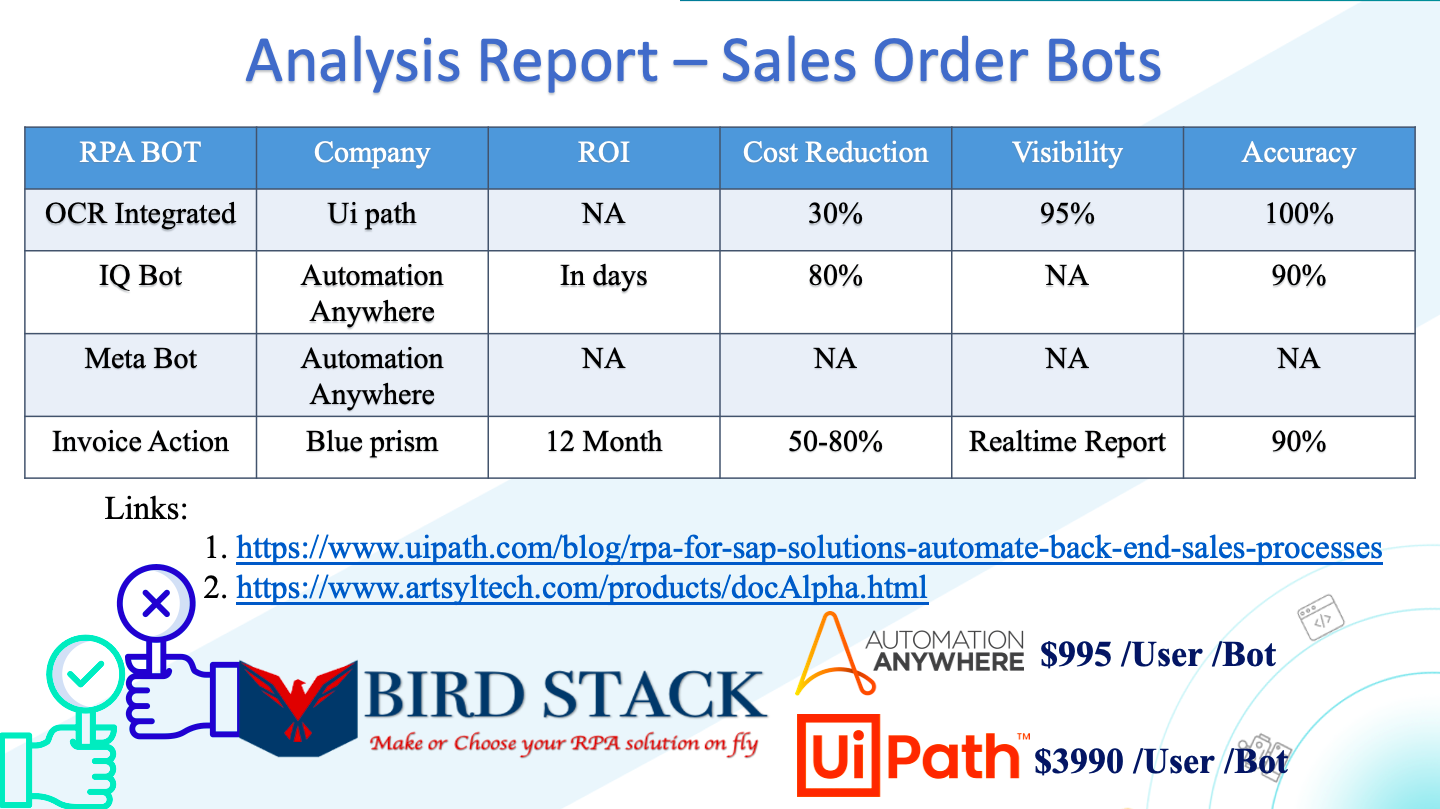 Analysis Report – Sales Order Bots
RPA BOT Company ROI Cost Reduction Visibility Accuracy
OCR Integrated Ui path NA 30% 95% 100%
IQ Bot Automation Anywhere In days 80% NA 90%
Meta Bot Automation Anywhere NA NA NA NA
Invoice Action Blue prism 12 Month 50-80% Realtime Report 90%
Links:
1. https://www.uipath.com/blog/rpa-for-sap-solutions-automate-back-end-sales-processes
2. https://www.artsyltech.com/products/docAlpha.html
AUTOMATION
ANYWHERE $995 /User /Bot
BIRD STACK
Make or Choose your RPA solution on fly
UiPath™ $3990 /User /Bot